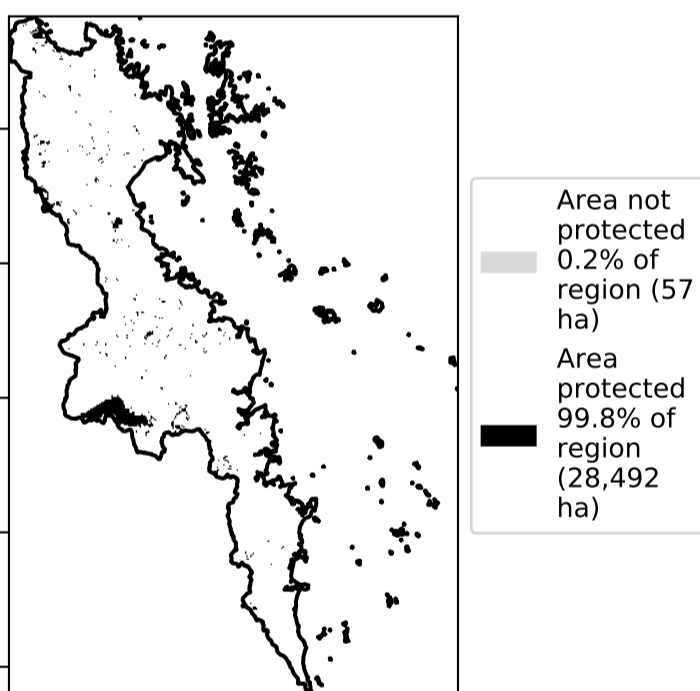 Area not
protected
0.2% of
region (57
ha)
Area
protected
99.8% of
region
(28,492
ha)